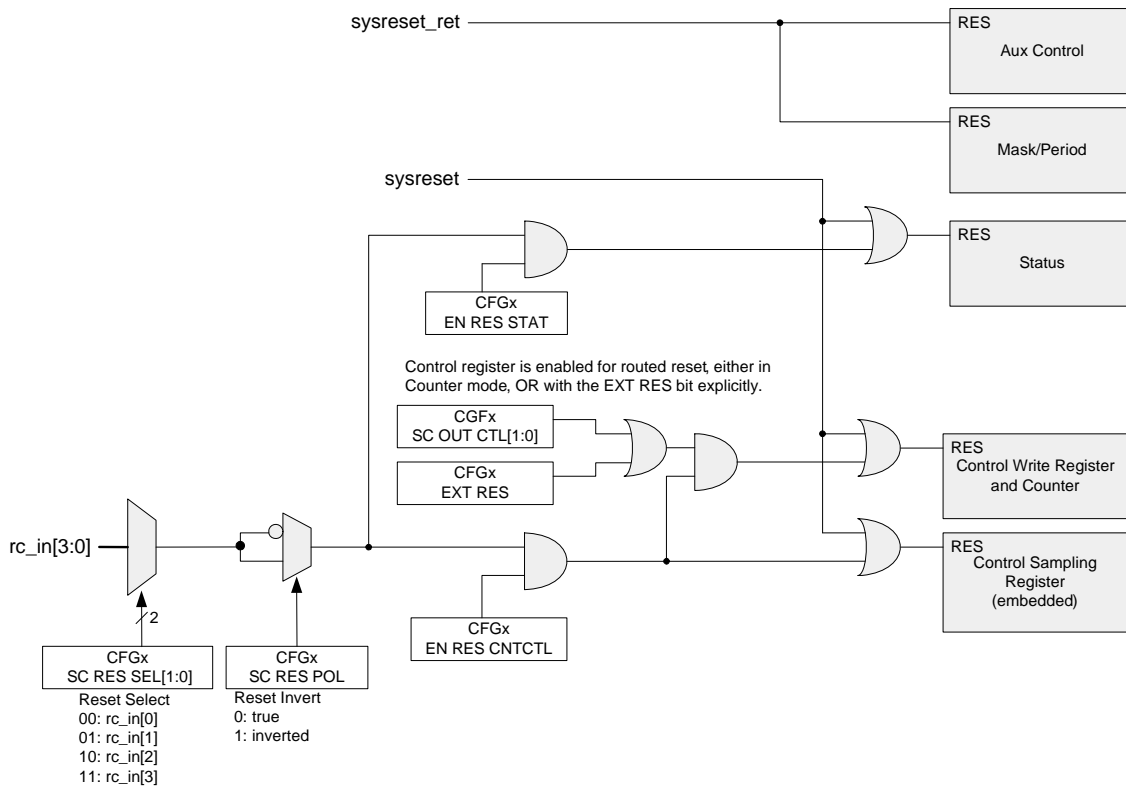 sysreset_ret
RES
Aux Control
RES
Mask/Period
sysreset
RES
Status
CFGx
EN RES STAT
Control register is enabled for routed reset, either in
Counter mode, OR with the EXT RES bit explicitly.
CGFx
SC OUT CTL[1:0]
CFGx
EXT RES
RES
Control Write Register
and Counter
rc_in[3:0]
RES
Control Sampling
Register
(embedded)
2
CFGx
EN RES CNTCTL
CFGx
SC RES SEL[1:0]
CFGx
SC RES POL
Reset Select
00: rc_in[0]
01: rc_in[1]
10: rc_in[2]
11: rc_in[3]
Reset Invert
0: true
1: inverted